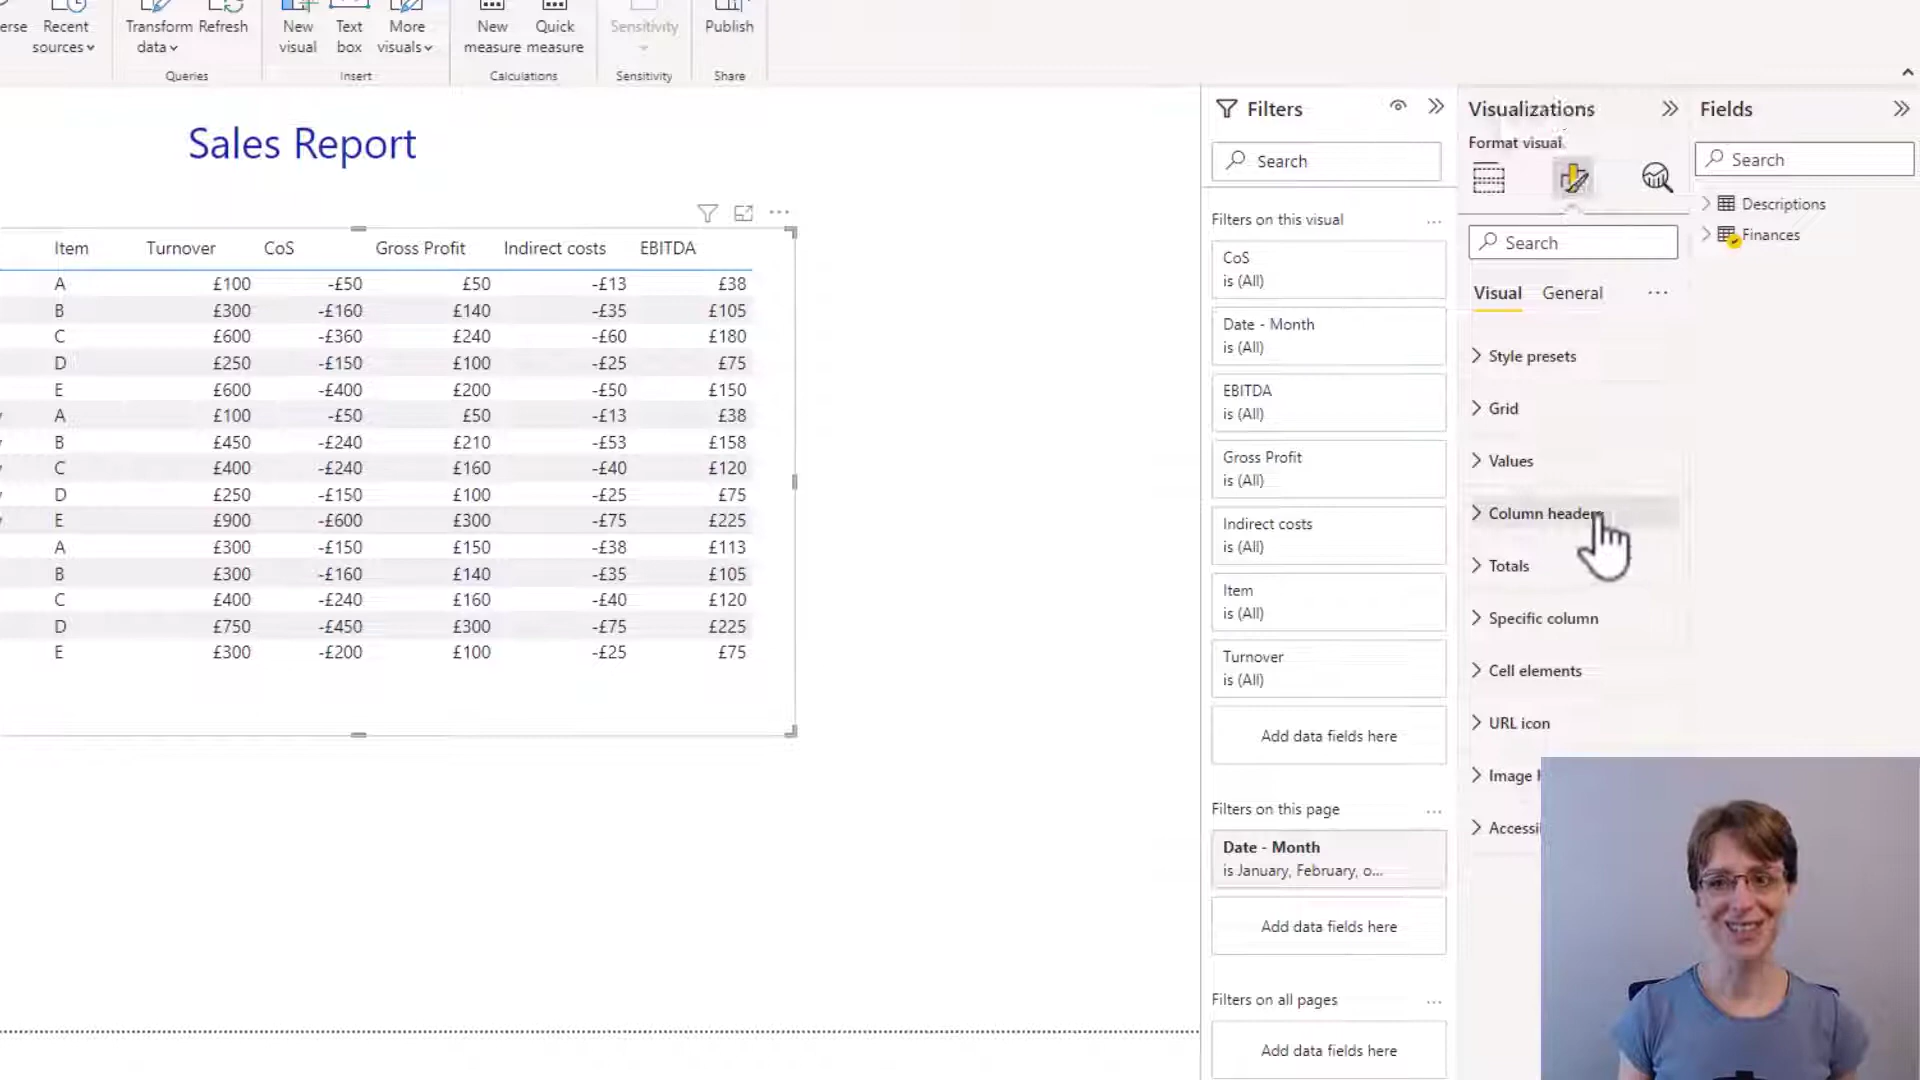 erse Recent sources
Transform data
Refresh
New visual
Text box
More visuals
New measure
Quick measure
Sensitivity
Publish
Queries
Insert
Calculations
Sensitivity
Share
Sales Report
Item Turnover CoS Gross Profit Indirect costs EBITDA
A £100 -£50 £50 -£13 £38
B £300 -£160 £140 -£35 £105
C £600 -£360 £240 -£60 £180
D £250 -£150 £100 -£25 £75
E £600 -£400 £200 -£50 £150
A £100 -£50 £50 -£13 £38
B £450 -£240 £210 -£53 £158
C £400 -£240 £160 -£40 £120
D £250 -£150 £100 -£25 £75
E £900 -£600 £300 -£75 £225
A £300 -£150 £150 -£38 £113
B £300 -£160 £140 -£35 £105
C £400 -£240 £160 -£40 £120
D £750 -£450 £300 -£75 £225
E £300 -£200 £100 -£25 £75
Filters
Search
Filters on this visual ...
CoS
is (All)
Date - Month
is (All)
EBITDA
is (All)
Gross Profit
is (All)
Indirect costs
is (All)
Item
is (All)
Turnover
is (All)
Add data fields here
Filters on this page ...
Date - Month
is January, February, o...
Add data fields here
Filters on all pages ...
Add data fields here
Visualizations
Format visual
Search
Visual General ...
Style presets
Grid
Values
Column header
Totals
Specific column
Cell elements
URL icon
Image
Accessi
Fields
Search
Descriptions
Finances